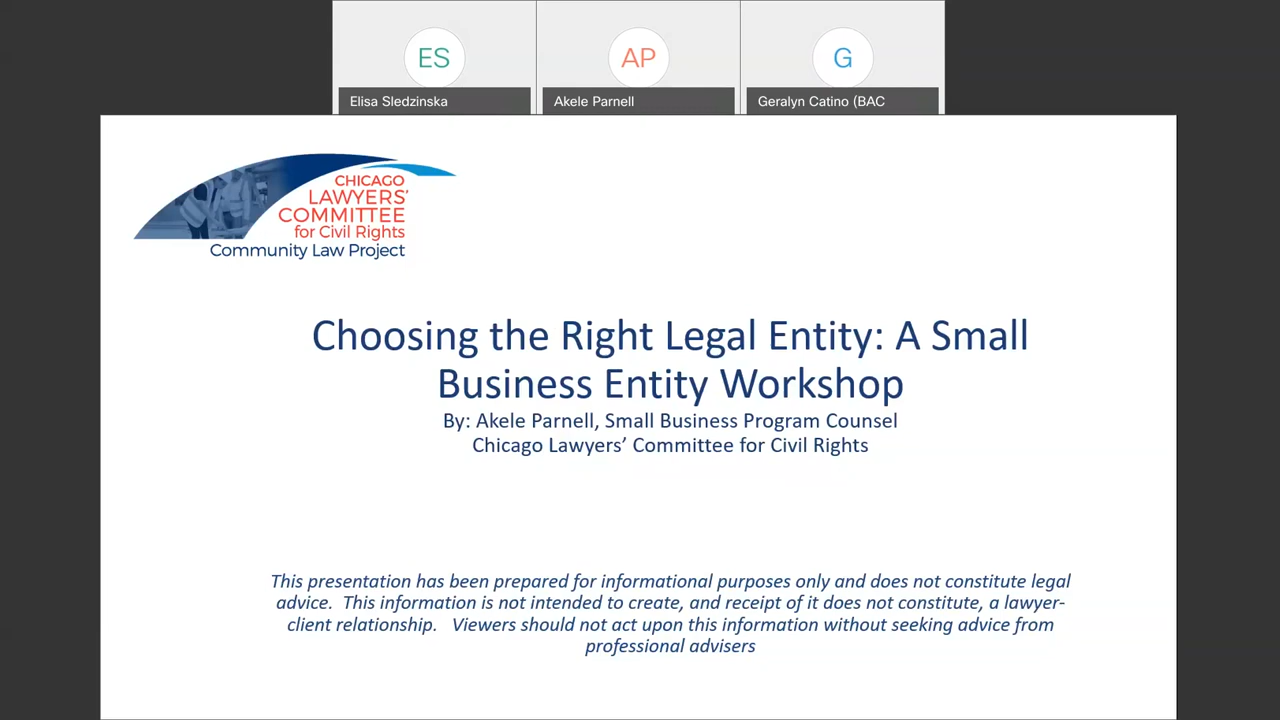 ES
AP
G
Elisa Sledzinska
Akele Parnell
Geralyn Catino (BAC
CHICAGO
LAWYERS'
COMMITTEE
for Civil Rights
Community Law Project
Choosing the Right Legal Entity: A Small
Business Entity Workshop
By: Akele Parnell, Small Business Program Counsel
Chicago Lawyers’ Committee for Civil Rights
This presentation has been prepared for informational purposes only and does not constitute legal
advice.  This information is not intended to create, and receipt of it does not constitute, a lawyer-
client relationship.   Viewers should not act upon this information without seeking advice from
professional advisers